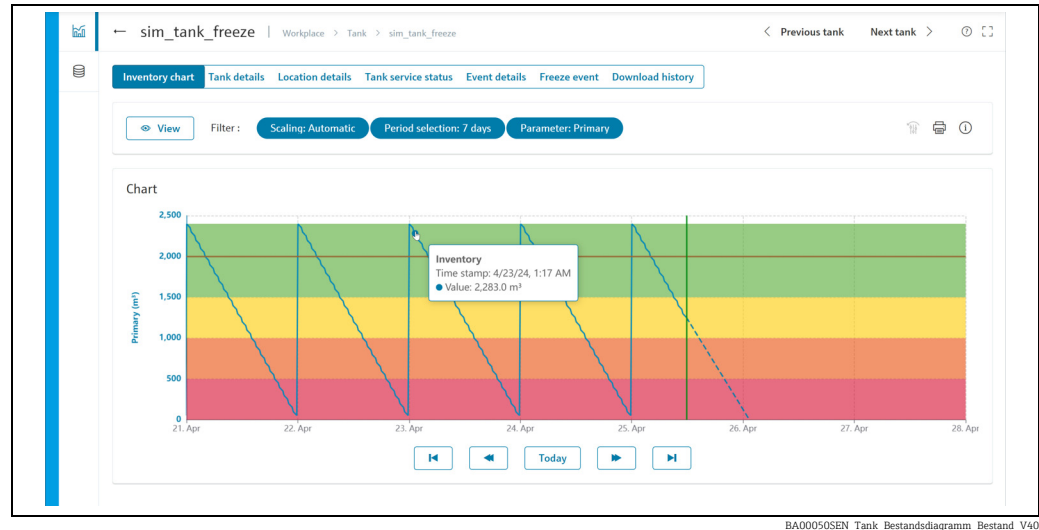 ← sim_tank_freeze | Workplace > Tank > sim_tank_freeze < Previous tank Next tank >
Inventory chart Tank details Location details Tank service status Event details Freeze event Download history
View Filter : Scaling: Automatic Period selection: 7 days Parameter: Primary
Chart
2,500
2,000
1,500
1,000
500
0
Primary (m³)
Inventory
Time stamp: 4/23/24, 1:17 AM
Value: 2,283.0 m³
21. Apr 22. Apr 23. Apr 24. Apr 25. Apr 26. Apr 27. Apr 28. Apr
Today
BA00050SEN_Tank_Bestandsdiagramm_Bestand_V40